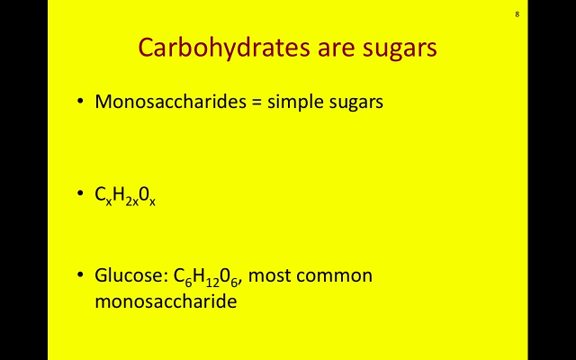 8
Carbohydrates are sugars
• Monosaccharides = simple sugars
• CₓH₂ₓ0ₓ
• Glucose: C₆H₁₂0₆, most common
monosaccharide